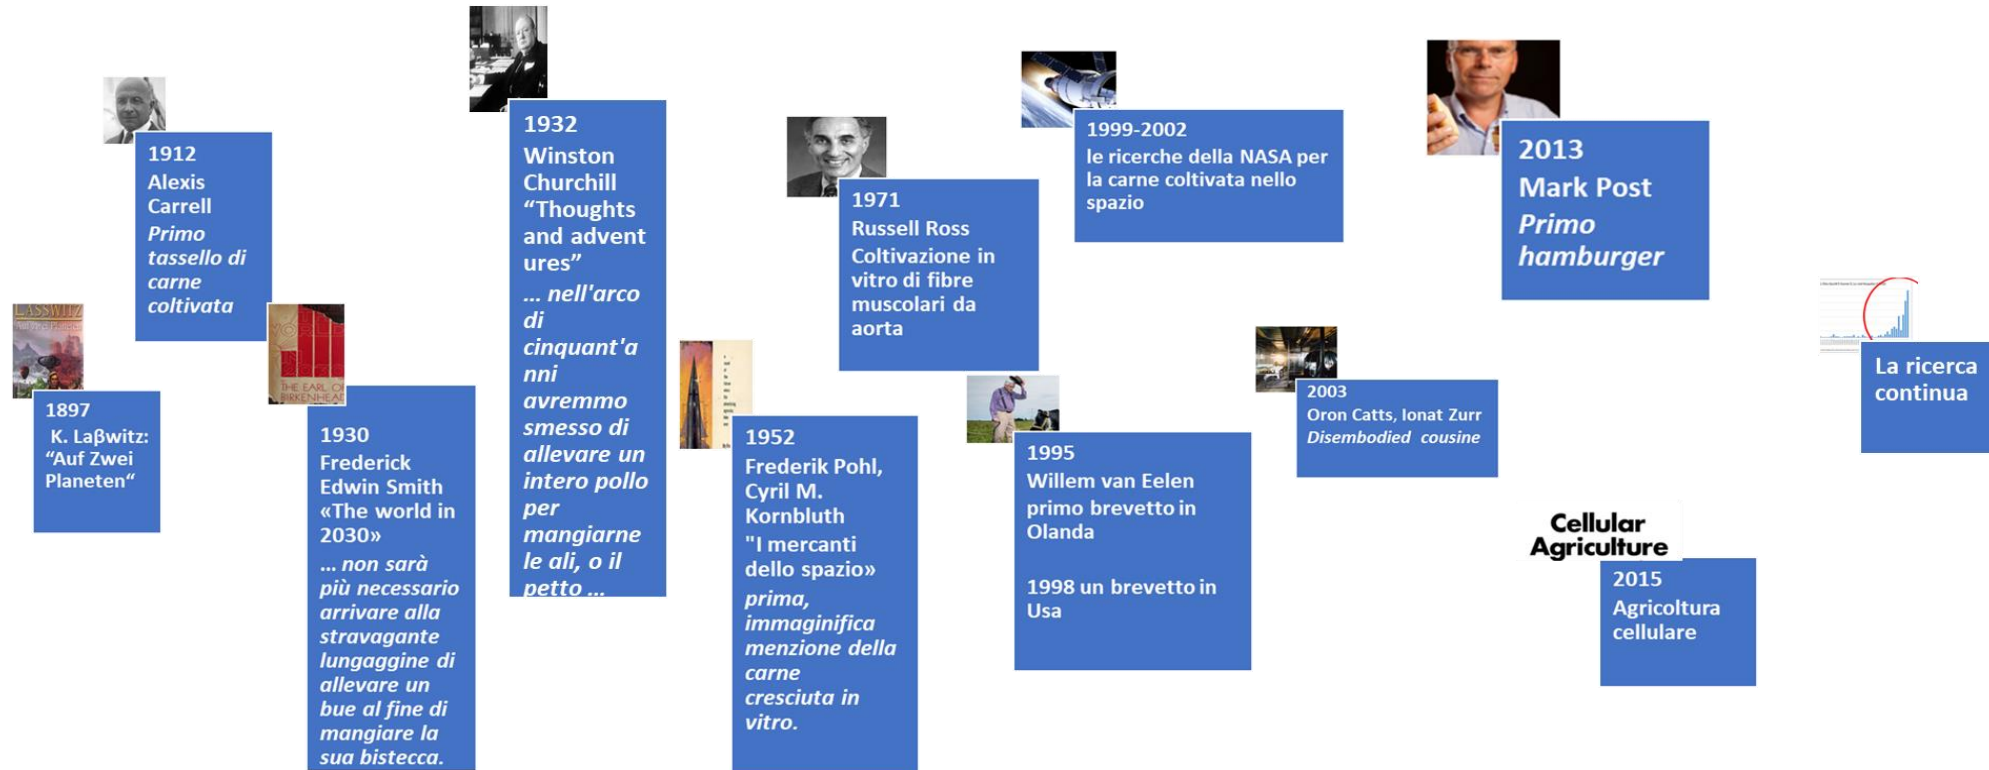 LASSWITZ
1897
K. Laβwitz:
“Auf Zwei
Planeten“
1912
Alexis
Carrell
Primo
tassello di
carne
coltivata
THE EARL OF
BIRKENHEAD
1930
Frederick
Edwin Smith
«The world in
2030»
... non sarà
più necessario
arrivare alla
stravagante
lungaggine di
allevare un
bue al fine di
mangiare la
sua bistecca.
1932
Winston
Churchill
“Thoughts
and advent
ures”
... nell'arco
di
cinquant'a
nni
avremmo
smesso di
allevare un
intero pollo
per
mangiarne
le ali, o il
petto ...
1952
Frederik Pohl,
Cyril M.
Kornbluth
"I mercanti
dello spazio»
prima,
immaginifica
menzione della
carne
cresciuta in
vitro.
1971
Russell Ross
Coltivazione in
vitro di fibre
muscolari da
aorta
1995
Willem van Eelen
primo brevetto in
Olanda
1998 un brevetto in
Usa
1999-2002
le ricerche della NASA per
la carne coltivata nello
spazio
2003
Oron Catts, Ionat Zurr
Disembodied cousine
2013
Mark Post
Primo
hamburger
Cellular
Agriculture
2015
Agricoltura
cellulare
La ricerca
continua